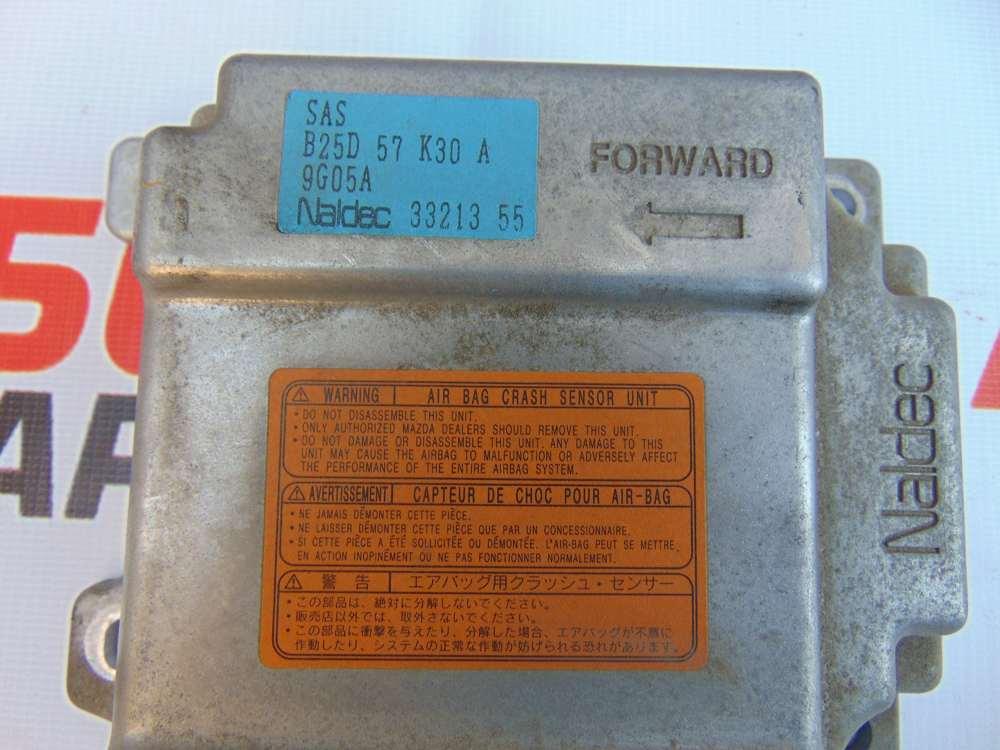 SAS
B25D 57 K30 A
9G05A
Naldec 33213 55
FORWARD
⚠ WARNING AIR BAG CRASH SENSOR UNIT
• DO NOT DISASSEMBLE THIS UNIT.
• ONLY AUTHORIZED MAZDA DEALERS SHOULD REMOVE THIS UNIT.
• DO NOT DAMAGE OR DISASSEMBLE THIS UNIT. ANY DAMAGE TO THIS
UNIT MAY CAUSE THE AIRBAG TO MALFUNCTION OR ADVERSELY AFFECT
THE PERFORMANCE OF THE ENTIRE AIRBAG SYSTEM.
⚠ AVERTISSEMENT CAPTEUR DE CHOC POUR AIR-BAG
• NE JAMAIS DÉMONTER CETTE PIÈCE.
• NE LAISSER DÉMONTER CETTE PIÈCE QUE PAR UN CONCESSIONNAIRE.
• SI CETTE PIÈCE A ÉTÉ SOLLICITÉE OU DÉMONTÉE. L'AIR-BAG PEUT SE METTRE
EN ACTION INOPINÉMENT OU NE PAS FONCTIONNER NORMALEMENT.
⚠ 警告 エアバッグ用クラッシュ・センサー
・この部品は、絶対に分解しないでください。
・販売店以外では、取外さないでください。
・この部品に衝撃を与えたり、分解した場合、エアバッグが不意に
作動したり、システムの正常な作動が妨げられる恐れがあります。
Naldec